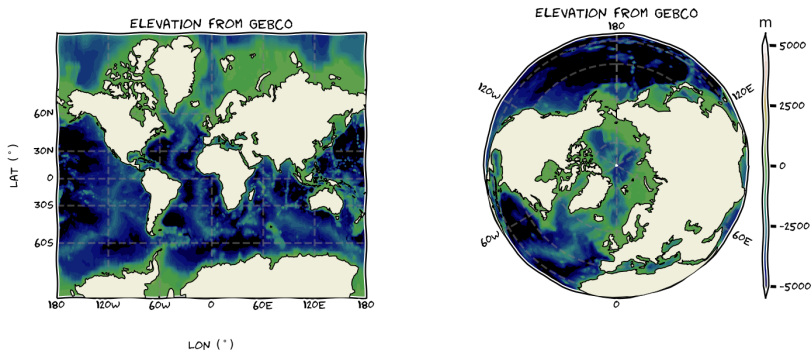 ELEVATION FROM GEBCO
60N
30N
0
30S
60S
LAT (°)
180 120W 60W 0 60E 120E 180
LON (°)
ELEVATION FROM GEBCO
180
120W
120E
60W
60E
0
m
5000
2500
0
-2500
-5000